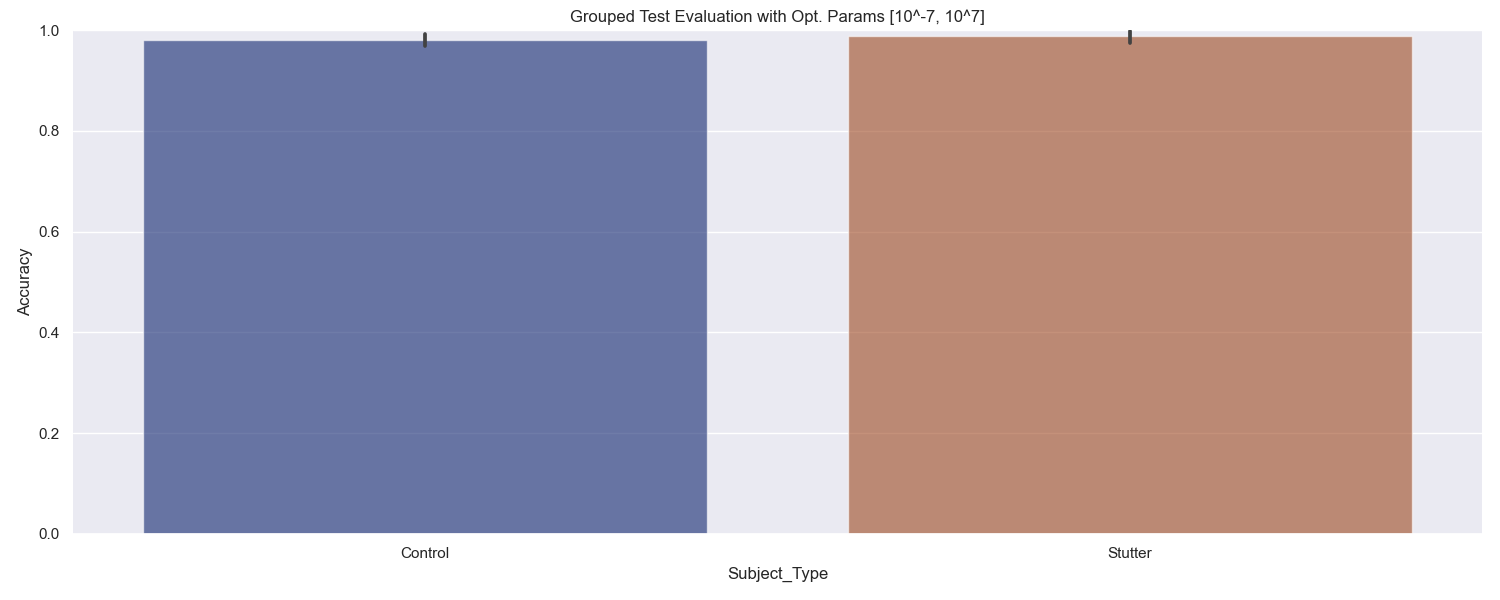 Grouped Test Evaluation with Opt. Params [10^-7, 10^7]
1.0
0.8
0.6
0.4
0.2
0.0
Accuracy
Control
Stutter
Subject_Type